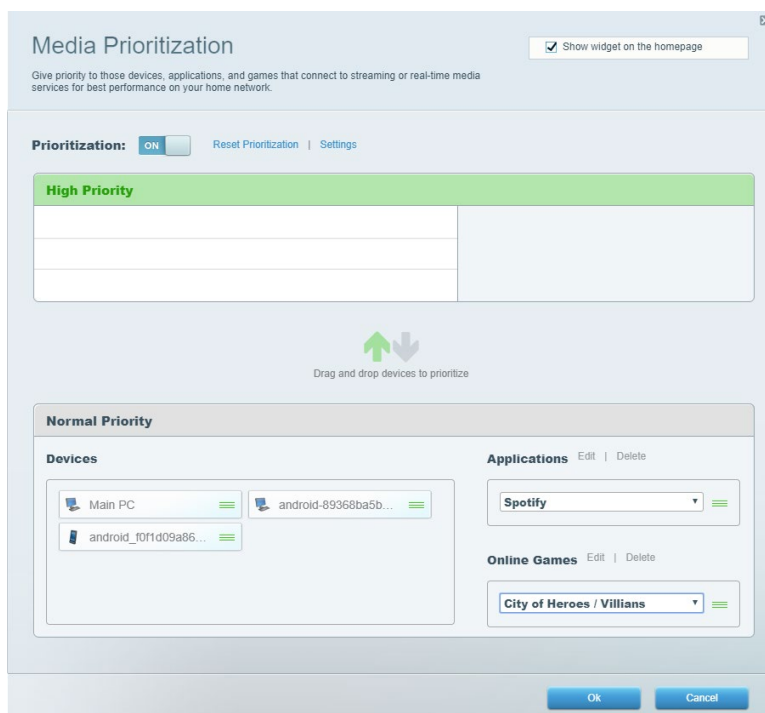 Media Prioritization
Show widget on the homepage
Give priority to those devices, applications, and games that connect to streaming or real-time media
services for best performance on your home network.
Prioritization: ON Reset Prioritization | Settings
High Priority
Drag and drop devices to prioritize
Normal Priority
Devices
Main PC
android-89368ba5b...
android_f0f1d09a86...
Applications Edit | Delete
Spotify
Online Games Edit | Delete
City of Heroes / Villians
Ok Cancel